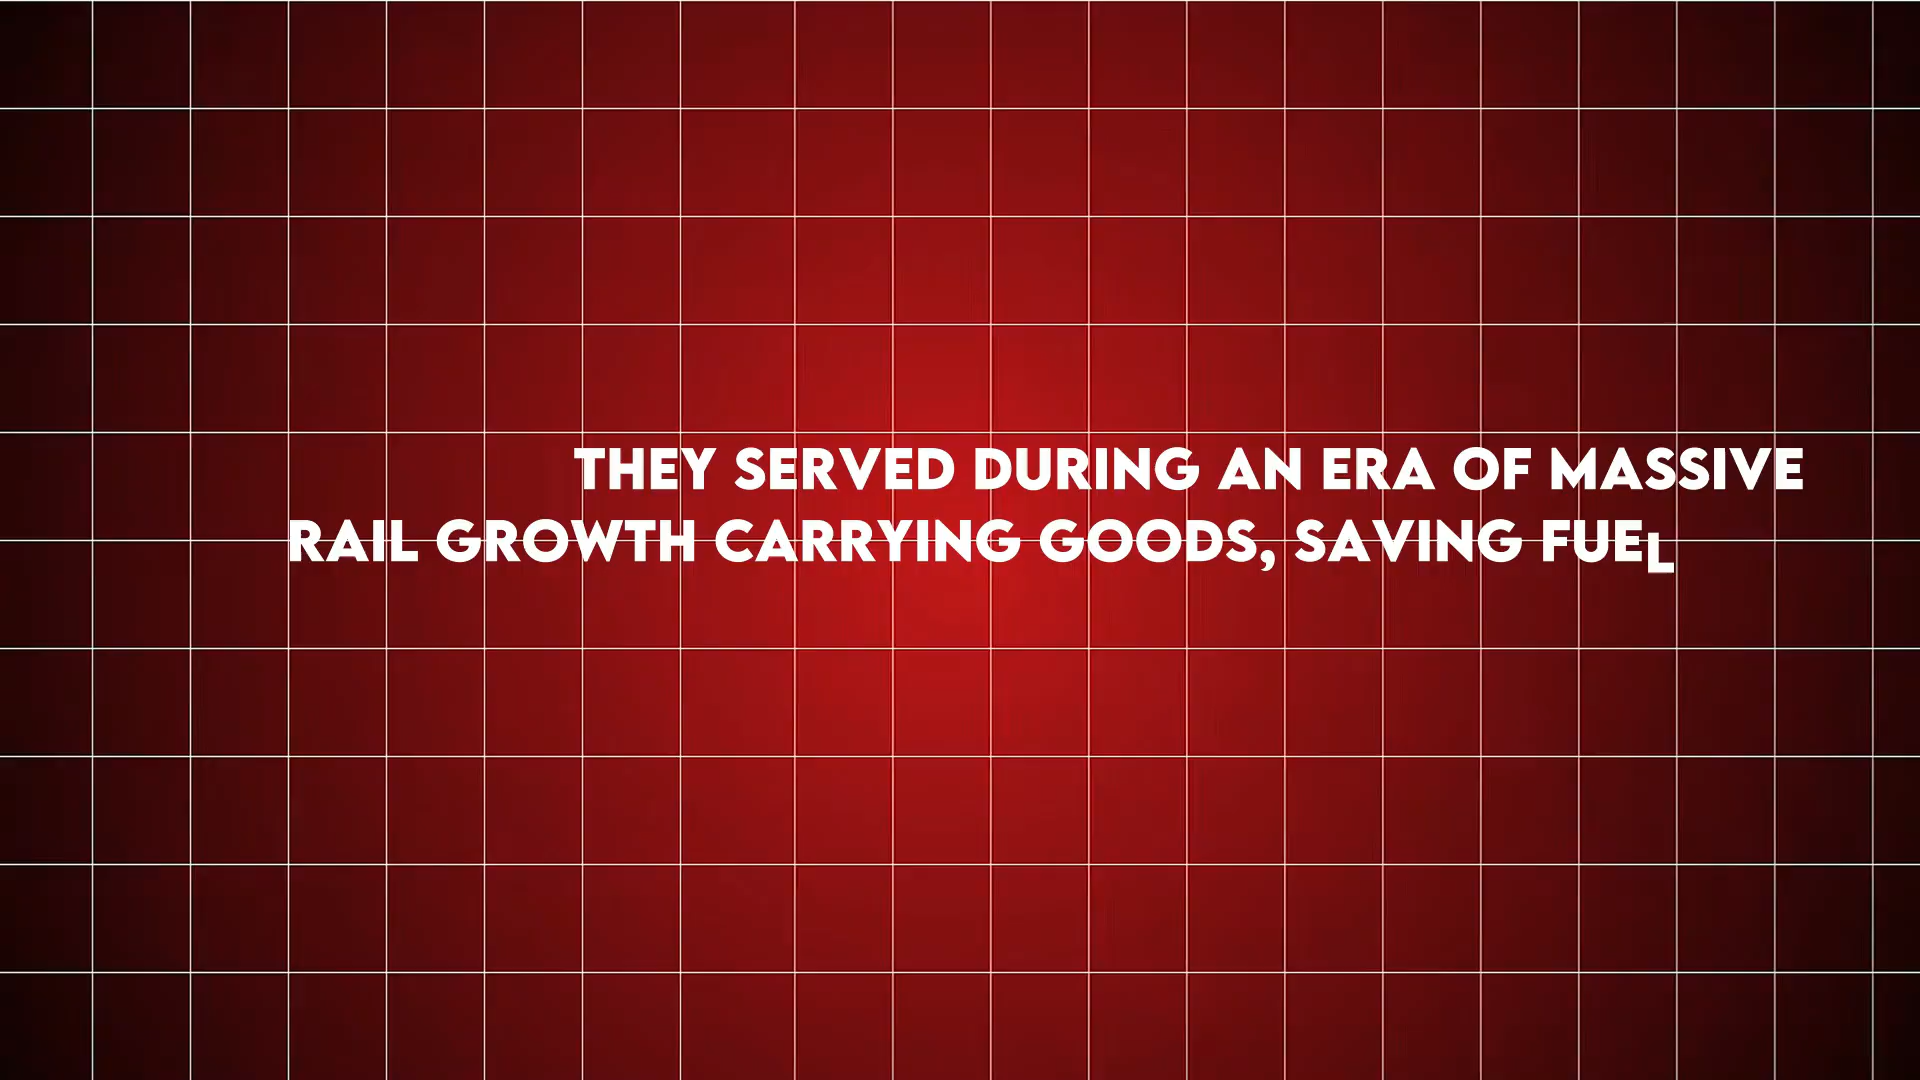 THEY SERVED DURING AN ERA OF MASSIVE
RAIL GROWTH CARRYING GOODS, SAVING FUEL